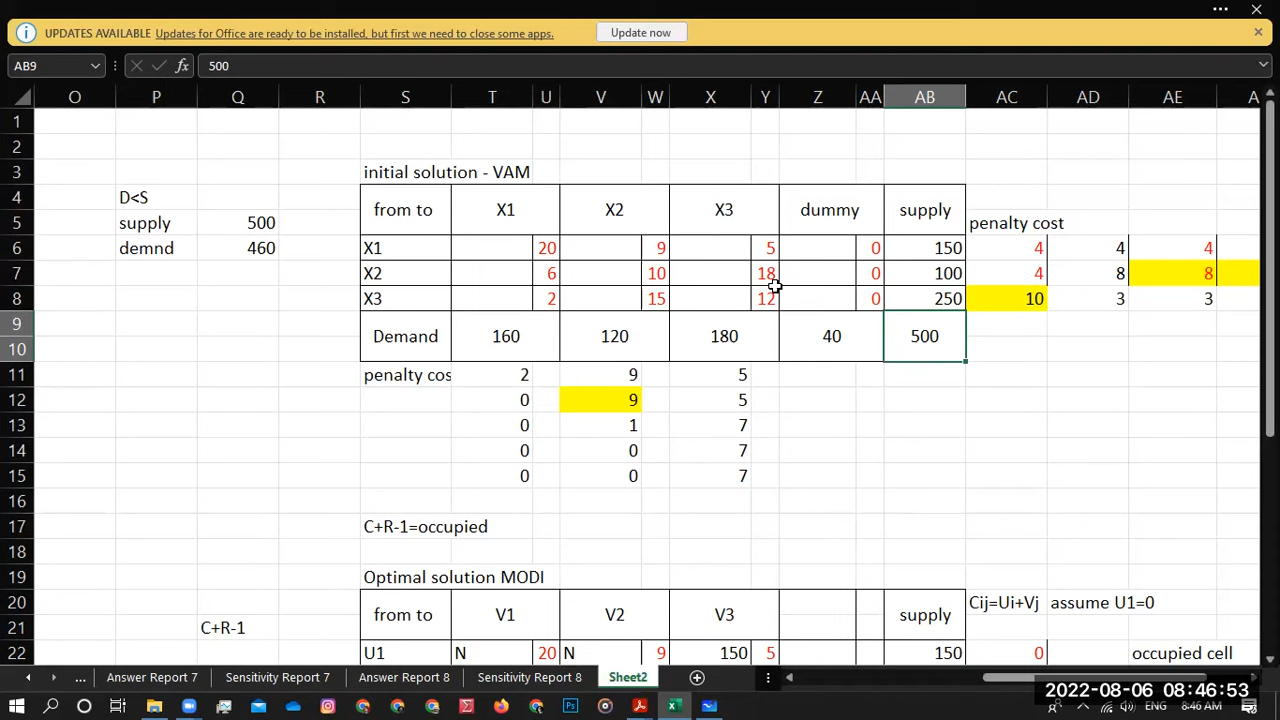 UPDATES AVAILABLE Updates for Office are ready to be installed, but first we need to close some apps. Update now
AB9 fx 500
O P Q R S T U V W X Y Z AA AB AC AD AE A
1
2
3 initial solution - VAM
4 D<S from to X1 X2 X3 dummy supply
5 supply 500 penalty cost
6 demnd 460 X1 20 9 5 0 150 4 4 4
7 X2 6 10 18 0 100 4 8 8
8 X3 2 15 12 0 250 10 3 3
9 Demand 160 120 180 40 500
10
11 penalty cos 2 9 5
12 0 9 5
13 0 1 7
14 0 0 7
15 0 0 7
16
17 C+R-1=occupied
18
19 Optimal solution MODI
20 from to V1 V2 V3 supply Cij=Ui+Vj assume U1=0
21 C+R-1
22 U1 N 20 N 9 150 5 150 0 occupied cell
... Answer Report 7 Sensitivity Report 7 Answer Report 8 Sensitivity Report 8 Sheet2
2022-08-06 08:46:53
ENG 8:46 AM